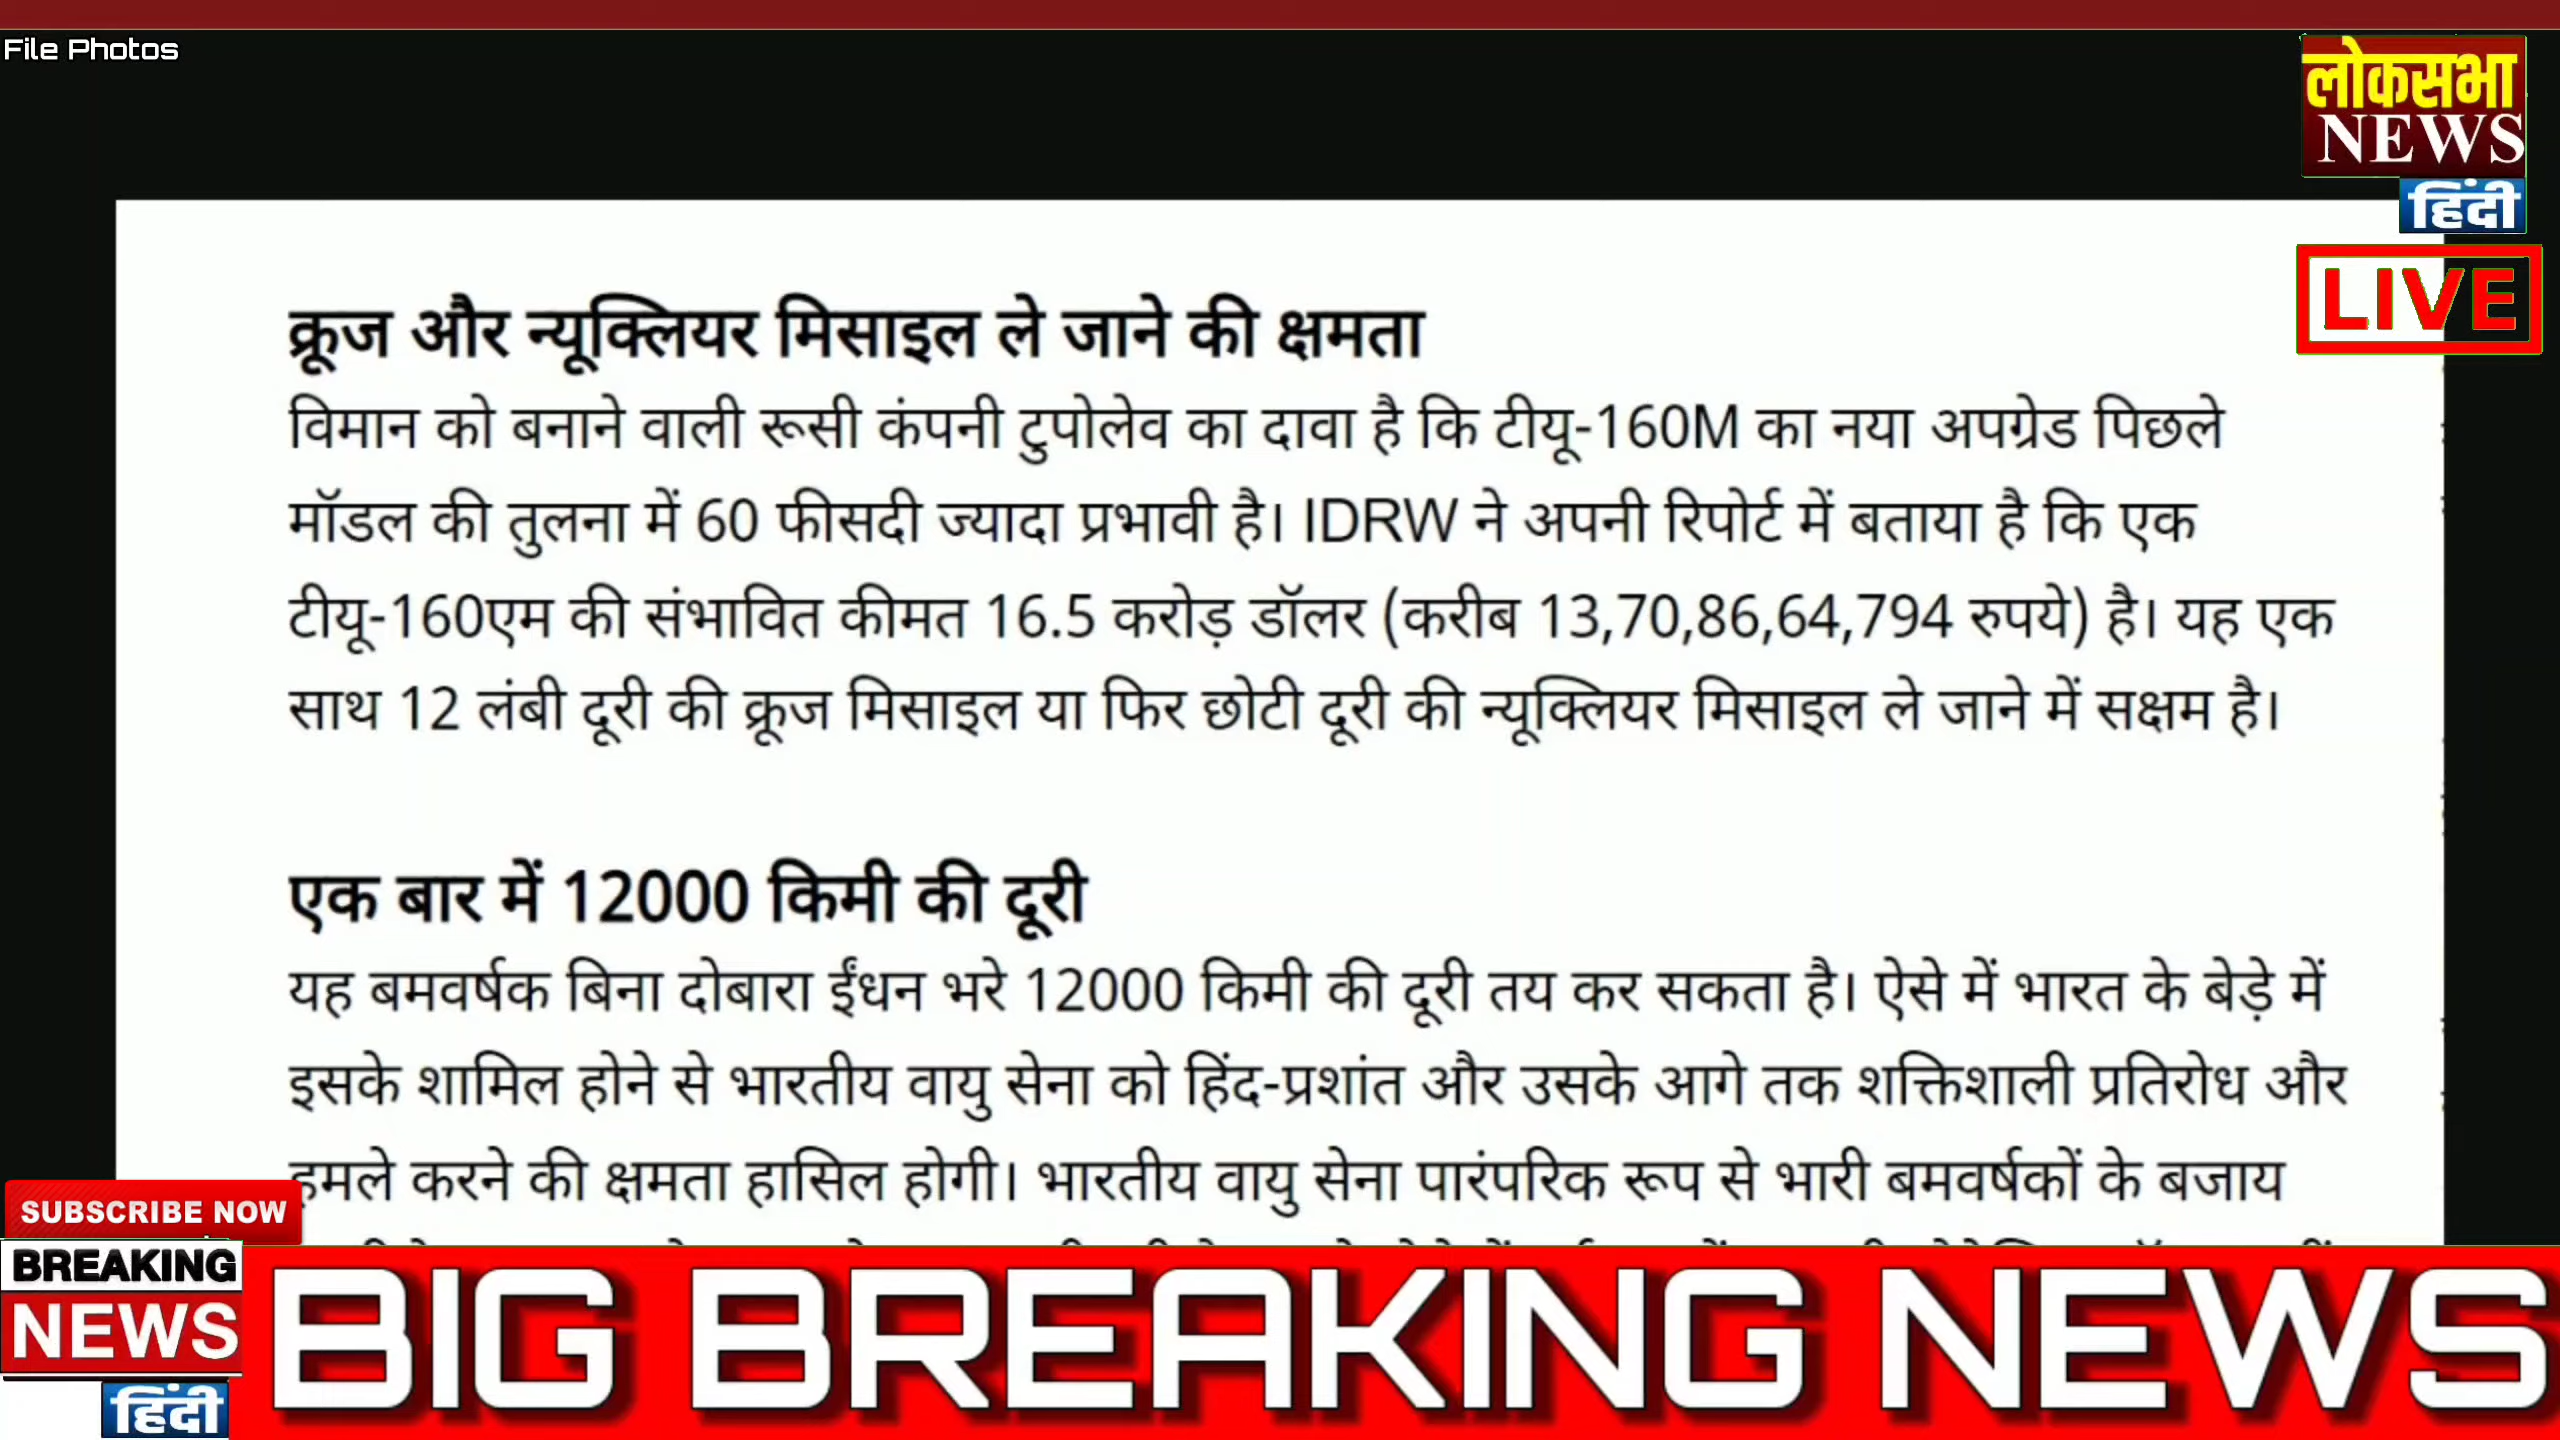 File Photos
लोकसभा
NEWS
हिंदी
LIVE
क्रूज और न्यूक्लियर मिसाइल ले जाने की क्षमता
विमान को बनाने वाली रूसी कंपनी टुपोलेव का दावा है कि टीयू-160M का नया अपग्रेड पिछले
मॉडल की तुलना में 60 फीसदी ज्यादा प्रभावी है। IDRW ने अपनी रिपोर्ट में बताया है कि एक
टीयू-160एम की संभावित कीमत 16.5 करोड़ डॉलर (करीब 13,70,86,64,794 रुपये) है। यह एक
साथ 12 लंबी दूरी की क्रूज मिसाइल या फिर छोटी दूरी की न्यूक्लियर मिसाइल ले जाने में सक्षम है।
एक बार में 12000 किमी की दूरी
यह बमवर्षक बिना दोबारा ईंधन भरे 12000 किमी की दूरी तय कर सकता है। ऐसे में भारत के बेड़े में
इसके शामिल होने से भारतीय वायु सेना को हिंद-प्रशांत और उसके आगे तक शक्तिशाली प्रतिरोध और
हमले करने की क्षमता हासिल होगी। भारतीय वायु सेना पारंपरिक रूप से भारी बमवर्षकों के बजाय
SUBSCRIBE NOW
BREAKING
NEWS
हिंदी
BIG BREAKING NEWS